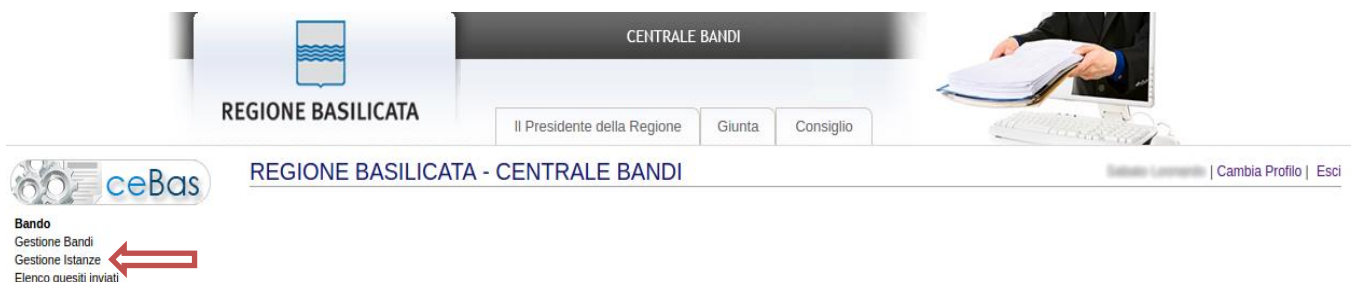 CENTRALE BANDI
REGIONE BASILICATA
Il Presidente della Regione Giunta Consiglio
ceBas
REGIONE BASILICATA - CENTRALE BANDI
| Cambia Profilo | Esci
Bando
Gestione Bandi
Gestione Istanze
Elenco quesiti inviati